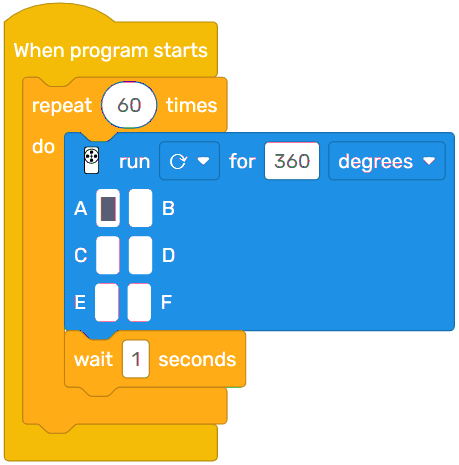 When program starts
repeat 60 times
do run for 360 degrees
A B
C D
E F
wait 1 seconds